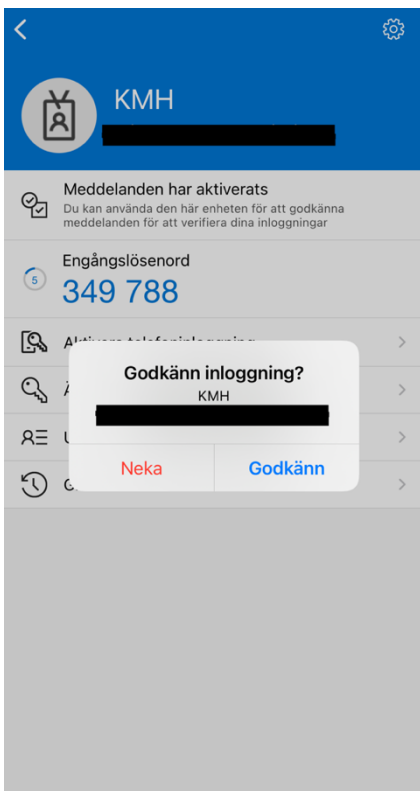 KMH
Meddelanden har aktiverats
Du kan använda den här enheten för att godkänna
meddelanden för att verifiera dina inloggningar
Engångslösenord
5
349 788
Godkänn inloggning?
KMH
Neka
Godkänn